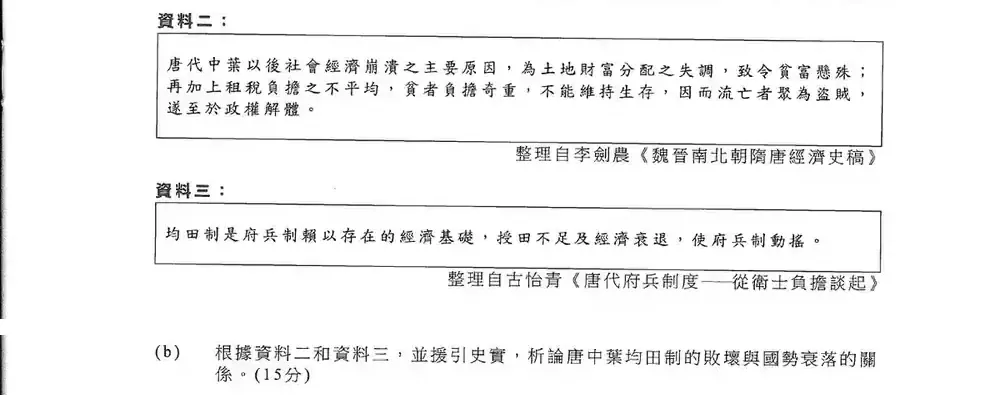 資料二：
唐代中葉以後社會經濟崩潰之主要原因，為土地財富分配之失調，致令貧富懸殊；
再加上租稅負擔之不平均，貧者負擔奇重，不能維持生存，因而流亡者聚為盜賊，
遂至於政權解體。
整理自李劍農《魏晉南北朝隋唐經濟史稿》
資料三：
均田制是府兵制賴以存在的經濟基礎，授田不足及經濟衰退，使府兵制動搖。
整理自古怡青《唐代府兵制度——從衛士負擔談起》
(b) 根據資料二和資料三，並援引史實，析論唐中葉均田制的敗壞與國勢衰落的關
係。(15分)